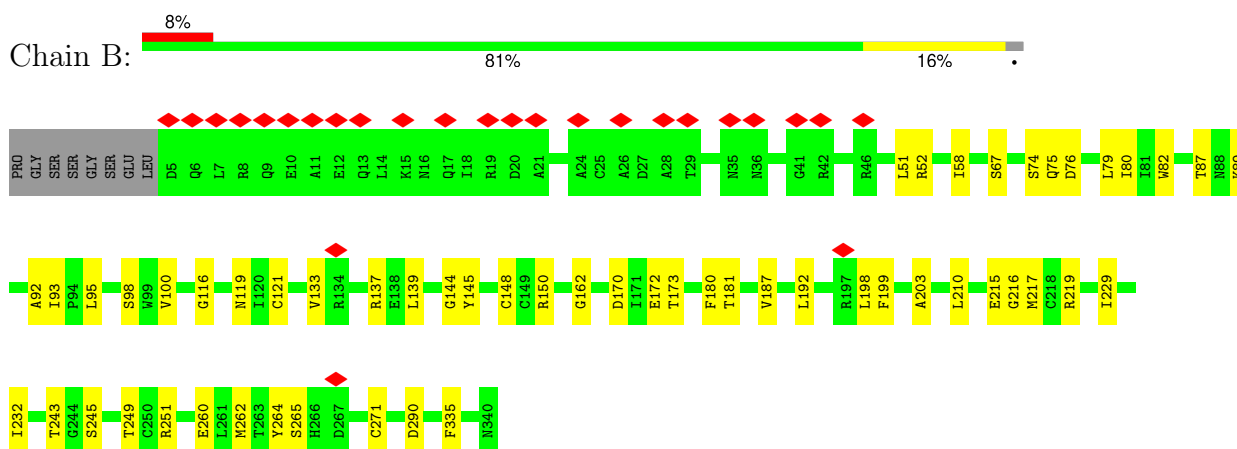 8%
Chain B:
81% 16% •
PRO GLY SER SER GLY SER GLU LEU D5 Q6 L7 R8 Q9 E10 A11 E12 Q13 L14 K15 N16 Q17 I18 R19 D20 A21 A24 C25 A26 D27 A28 T29 N35 N36 G41 R42 R46 L51 R52 I58 S67 S74 Q75 D76 L79 I80 I81 W82 T87 N88
A92 I93 P94 L95 S98 W99 V100 G116 N119 I120 C121 V133 R134 R137 E138 L139 G144 Y145 C148 C149 R150 G162 D170 I171 E172 T173 F180 T181 V187 L192 R197 L198 F199 A203 L210 E215 G216 M217 C218 R219 I229
I232 T243 G244 S245 T249 C250 R251 E260 L261 M262 T263 Y264 S265 H266 D267 C271 D290 F335 N340